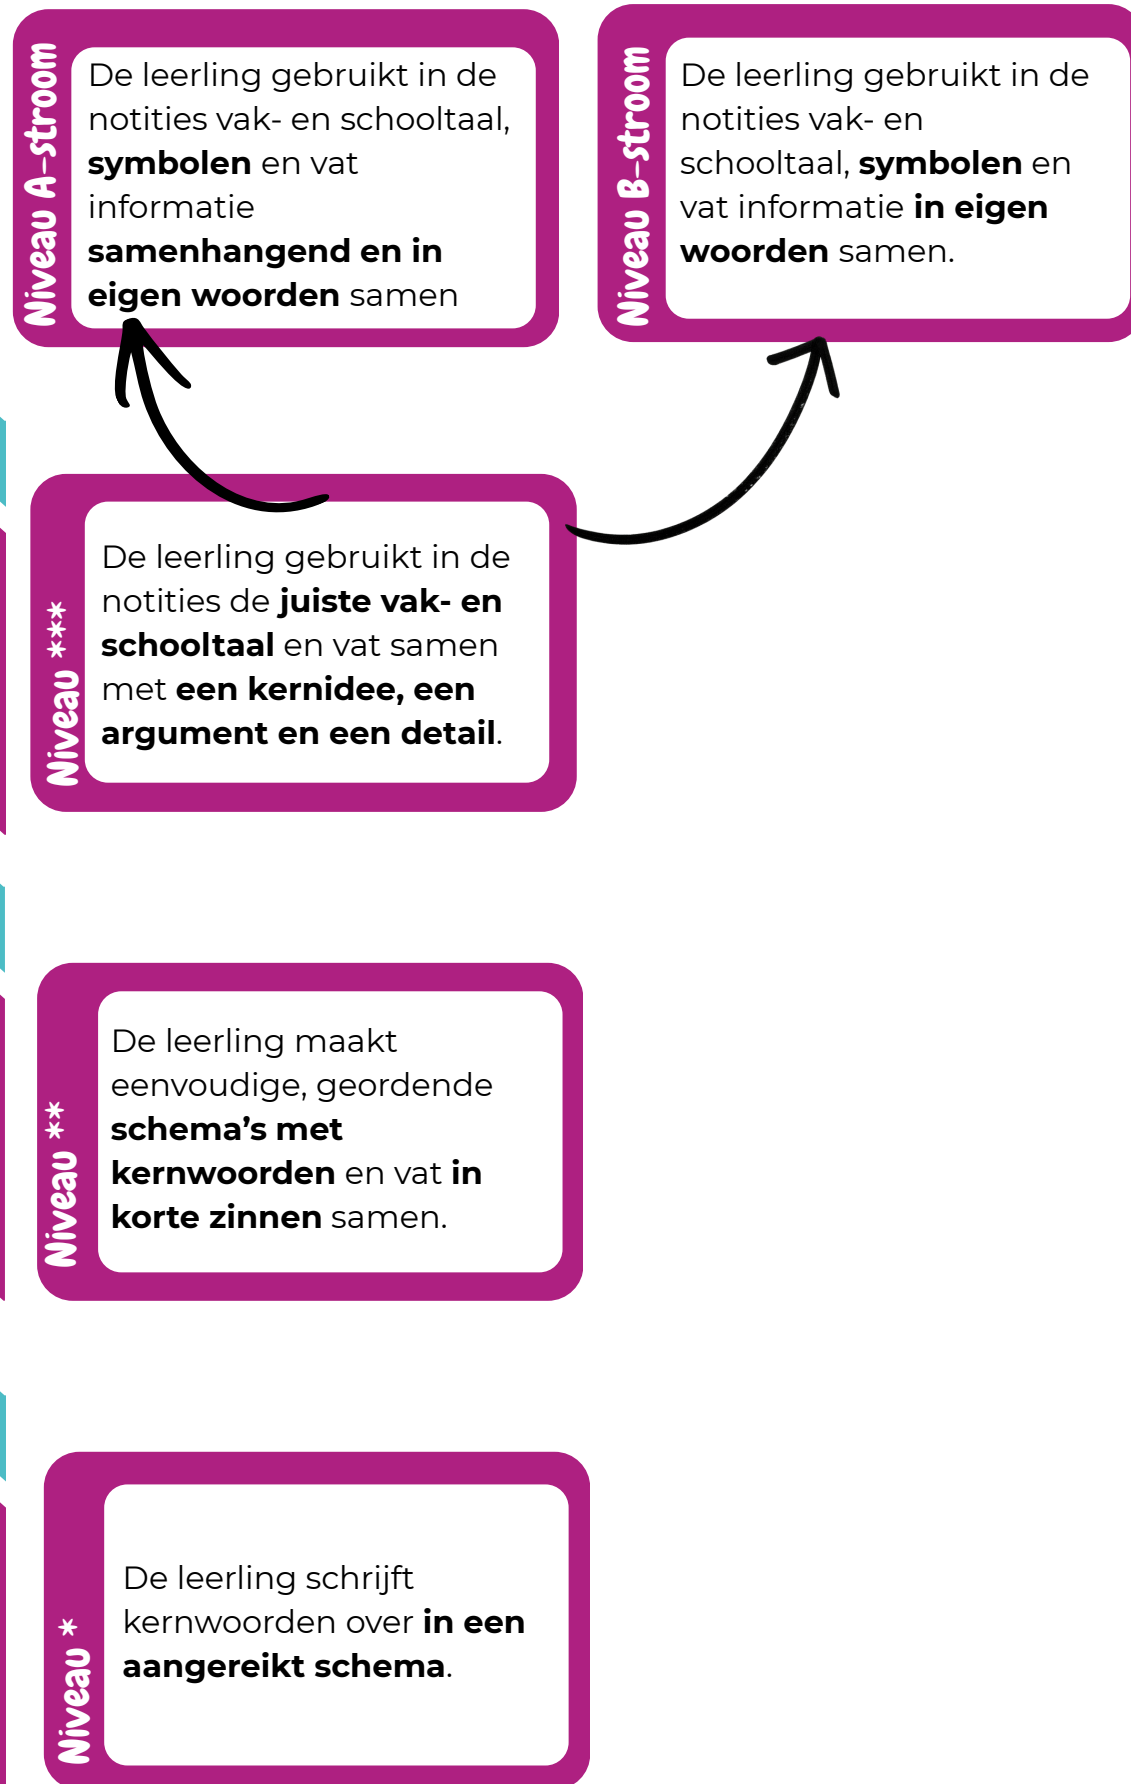 Niveau A-stroom
De leerling gebruikt in de
notities vak- en schooltaal,
symbolen en vat
informatie
samenhangend en in
eigen woorden samen
Niveau B-stroom
De leerling gebruikt in de
notities vak- en
schooltaal, symbolen en
vat informatie in eigen
woorden samen.
Niveau ***
De leerling gebruikt in de
notities de juiste vak- en
schooltaal en vat samen
met een kernidee, een
argument en een detail.
Niveau **
De leerling maakt
eenvoudige, geordende
schema’s met
kernwoorden en vat in
korte zinnen samen.
Niveau *
De leerling schrijft
kernwoorden over in een
aangereikt schema.